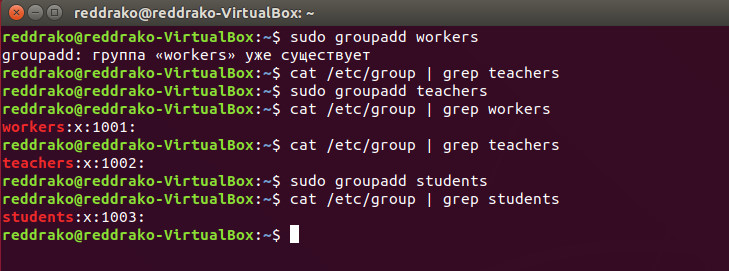 reddrako@reddrako-VirtualBox: ~
reddrako@reddrako-VirtualBox:~$ sudo groupadd workers
groupadd: группа «workers» уже существует
reddrako@reddrako-VirtualBox:~$ cat /etc/group | grep teachers
reddrako@reddrako-VirtualBox:~$ sudo groupadd teachers
reddrako@reddrako-VirtualBox:~$ cat /etc/group | grep workers
workers:x:1001:
reddrako@reddrako-VirtualBox:~$ cat /etc/group | grep teachers
teachers:x:1002:
reddrako@reddrako-VirtualBox:~$ sudo groupadd students
reddrako@reddrako-VirtualBox:~$ cat /etc/group | grep students
students:x:1003:
reddrako@reddrako-VirtualBox:~$